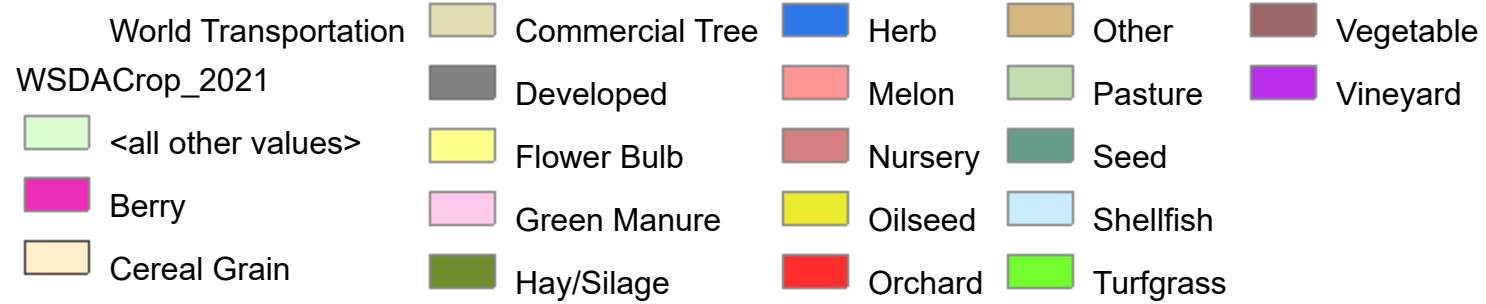 World Transportation
WSDACrop_2021
<all other values>
Berry
Cereal Grain
Commercial Tree
Developed
Flower Bulb
Green Manure
Hay/Silage
Herb
Melon
Nursery
Oilseed
Orchard
Other
Pasture
Seed
Shellfish
Turfgrass
Vegetable
Vineyard